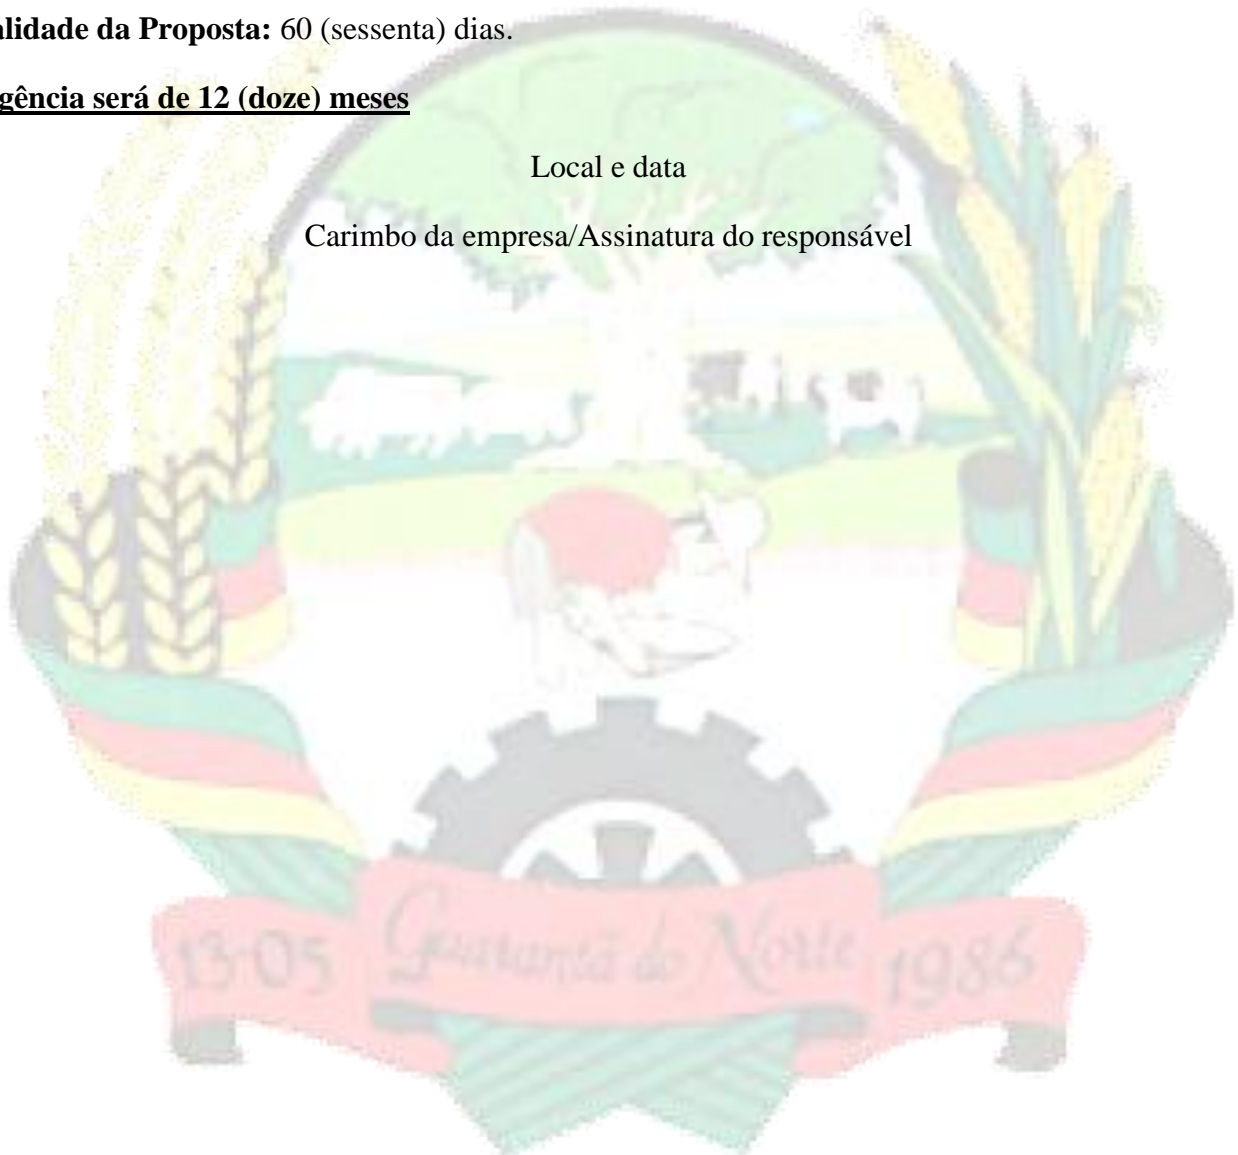 alidade da Proposta: 60 (sessenta) dias.
gência será de 12 (doze) meses
Local e data
Carimbo da empresa/Assinatura do responsável
13-05 Guarantã do Norte 1986